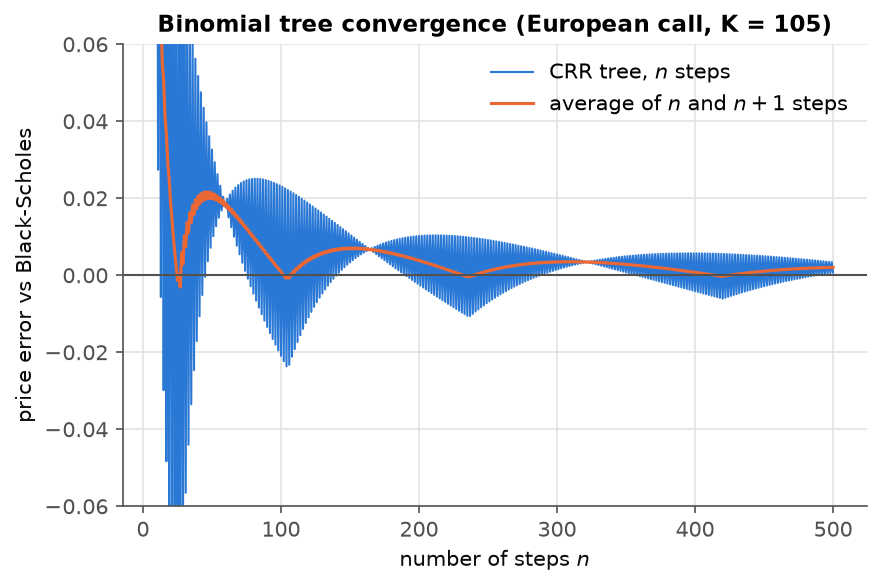 Binomial tree convergence (European call, K = 105)
CRR tree, n steps
average of n and n + 1 steps
price error vs Black-Scholes
0.06
0.04
0.02
0.00
−0.02
−0.04
−0.06
0 100 200 300 400 500
number of steps n